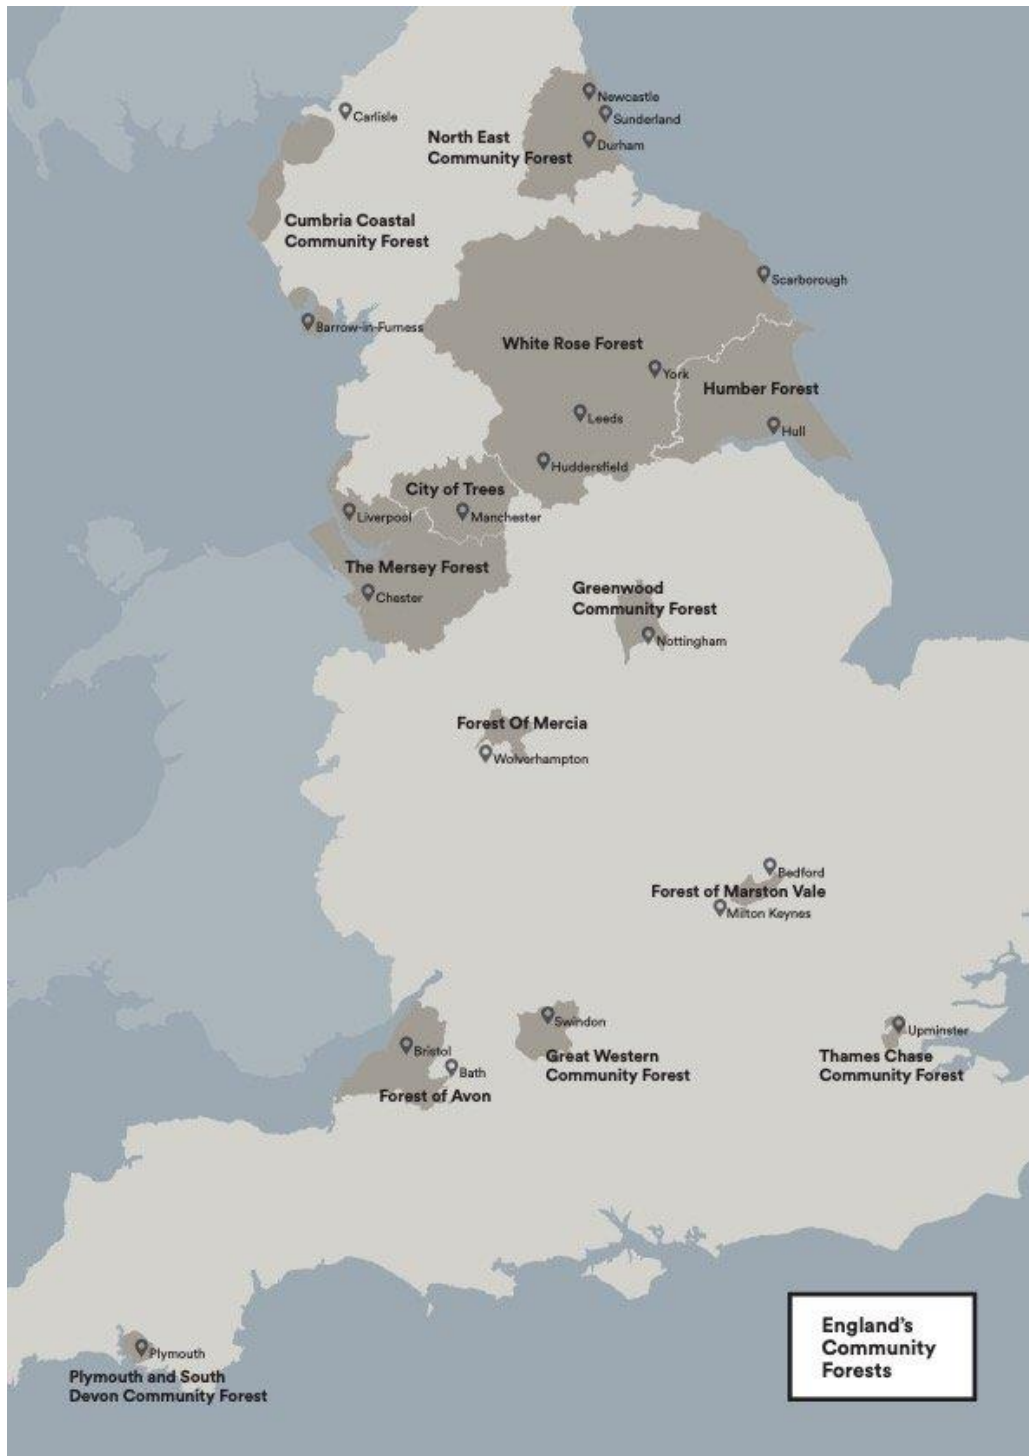 Newcastle
Carlisle
Sunderland
North East
Community Forest
Durham
Cumbria Coastal
Community Forest
Scarborough
Barrow-in-Furness
White Rose Forest
York
Humber Forest
Leeds
Hull
Huddersfield
City of Trees
Liverpool
Manchester
The Mersey Forest
Chester
Greenwood
Community Forest
Nottingham
Forest Of Mercia
Wolverhampton
Bedford
Forest of Marston Vale
Milton Keynes
Swindon
Upminster
Bristol
Bath
Great Western
Community Forest
Thames Chase
Community Forest
Forest of Avon
England's
Community
Forests
Plymouth
Plymouth and South
Devon Community Forest